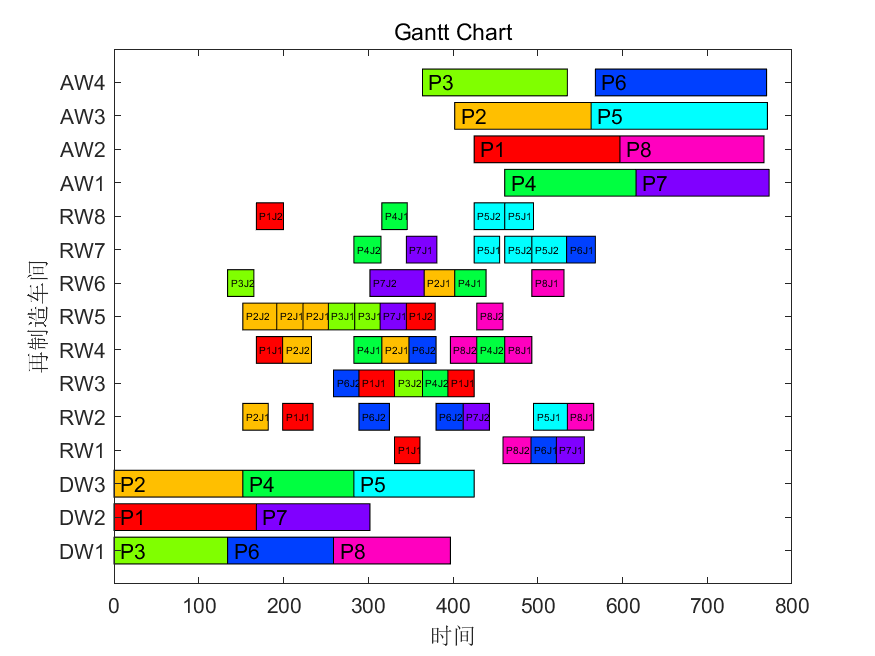 Gantt Chart
AW4 P3 P6
AW3 P2 P5
AW2 P1 P8
AW1 P4 P7
RW8 P1J2 P4J1 P5J2 P5J1
RW7 P4J2 P7J1 P5J1 P5J2 P5J2 P6J1
RW6 P3J2 P7J2 P2J1 P4J1 P8J1
RW5 P2J2 P2J1 P2J1 P3J1 P3J1 P7J1 P1J2 P8J2
RW4 P1J1 P2J2 P4J1 P2J1 P6J2 P8J2 P4J2 P8J1
RW3 P6J2 P1J1 P3J2 P4J2 P1J1
RW2 P2J1 P1J1 P6J2 P6J2 P7J2 P5J1 P8J1
RW1 P1J1 P8J2 P6J1 P7J1
DW3 P2 P4 P5
DW2 P1 P7
DW1 P3 P6 P8
0 100 200 300 400 500 600 700 800
时间
再制造车间